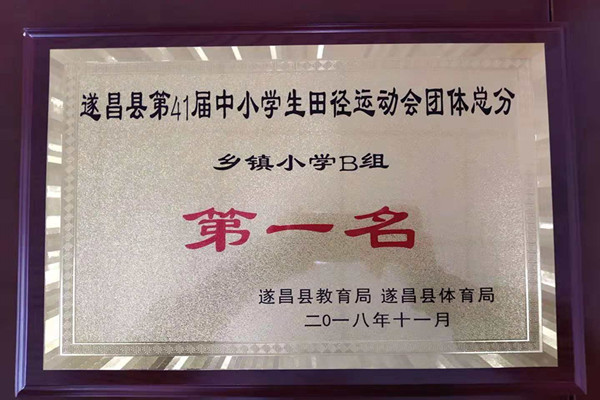 遂昌县第41届中小学生田径运动会团体总分
乡镇小学B组
第一名
遂昌县教育局 遂昌县体育局
二0一八年十一月